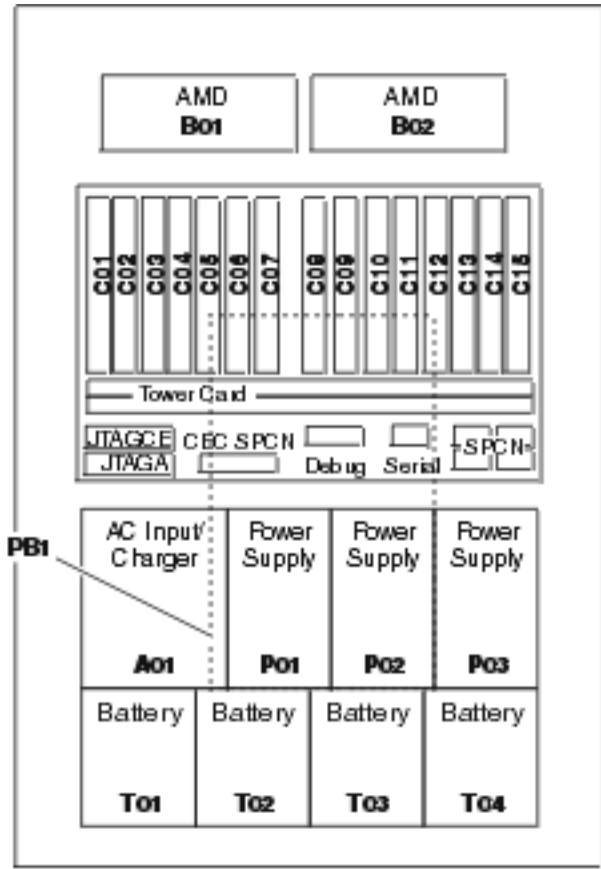 AMD
B01
AMD
B02
C01
C02
C03
C04
C05
C06
C07
C08
C09
C10
C11
C12
C13
C14
C15
Tower Card
JTAGCE
CEC SPCN
SPCN
JTAGA
Debug
Serial
PB1
AC Input/
Charger
A01
Power
Supply
P01
Power
Supply
P02
Power
Supply
P03
Battery
T01
Battery
T02
Battery
T03
Battery
T04